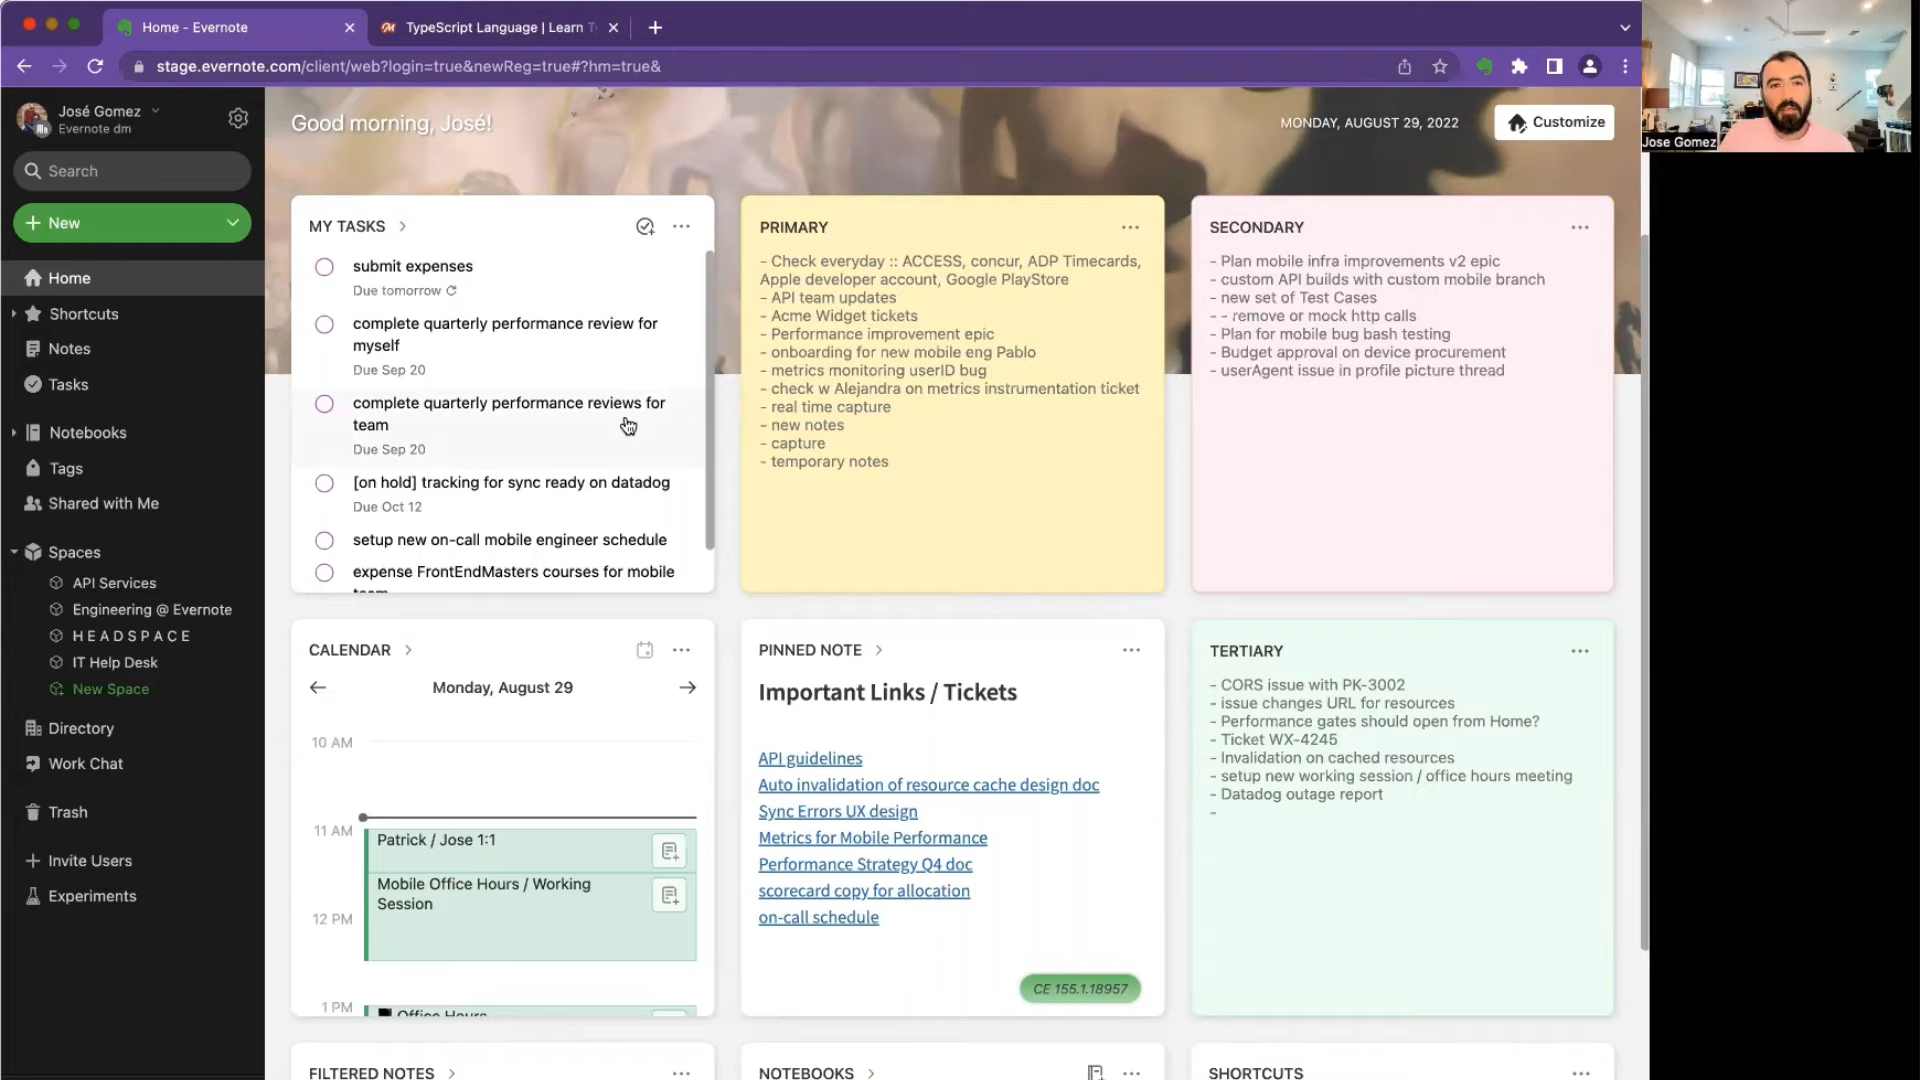 Home - Evernote
TypeScript Language | Learn T
stage.evernote.com/client/web?login=true&newReg=true#?hm=true&
José Gomez
Evernote dm
Search
New
Home
Shortcuts
Notes
Tasks
Notebooks
Tags
Shared with Me
Spaces
API Services
Engineering @ Evernote
H E A D S P A C E
IT Help Desk
New Space
Directory
Work Chat
Trash
Invite Users
Experiments
Good morning, José!
MONDAY, AUGUST 29, 2022
Customize
MY TASKS
submit expenses
Due tomorrow
complete quarterly performance review for
myself
Due Sep 20
complete quarterly performance reviews for
team
Due Sep 20
[on hold] tracking for sync ready on datadog
Due Oct 12
setup new on-call mobile engineer schedule
expense FrontEndMasters courses for mobile
team
PRIMARY
- Check everyday :: ACCESS, concur, ADP Timecards,
Apple developer account, Google PlayStore
- API team updates
- Acme Widget tickets
- Performance improvement epic
- onboarding for new mobile eng Pablo
- metrics monitoring userID bug
- check w Alejandra on metrics instrumentation ticket
- real time capture
- new notes
- capture
- temporary notes
SECONDARY
- Plan mobile infra improvements v2 epic
- custom API builds with custom mobile branch
- new set of Test Cases
- - remove or mock http calls
- Plan for mobile bug bash testing
- Budget approval on device procurement
- userAgent issue in profile picture thread
CALENDAR
Monday, August 29
10 AM
11 AM
Patrick / Jose 1:1
Mobile Office Hours / Working
Session
12 PM
1 PM
Office Hours
PINNED NOTE
Important Links / Tickets
API guidelines
Auto invalidation of resource cache design doc
Sync Errors UX design
Metrics for Mobile Performance
Performance Strategy Q4 doc
scorecard copy for allocation
on-call schedule
CE 155.1.18957
TERTIARY
- CORS issue with PK-3002
- issue changes URL for resources
- Performance gates should open from Home?
- Ticket WX-4245
- Invalidation on cached resources
- setup new working session / office hours meeting
- Datadog outage report
-
FILTERED NOTES
NOTEBOOKS
SHORTCUTS
Jose Gomez